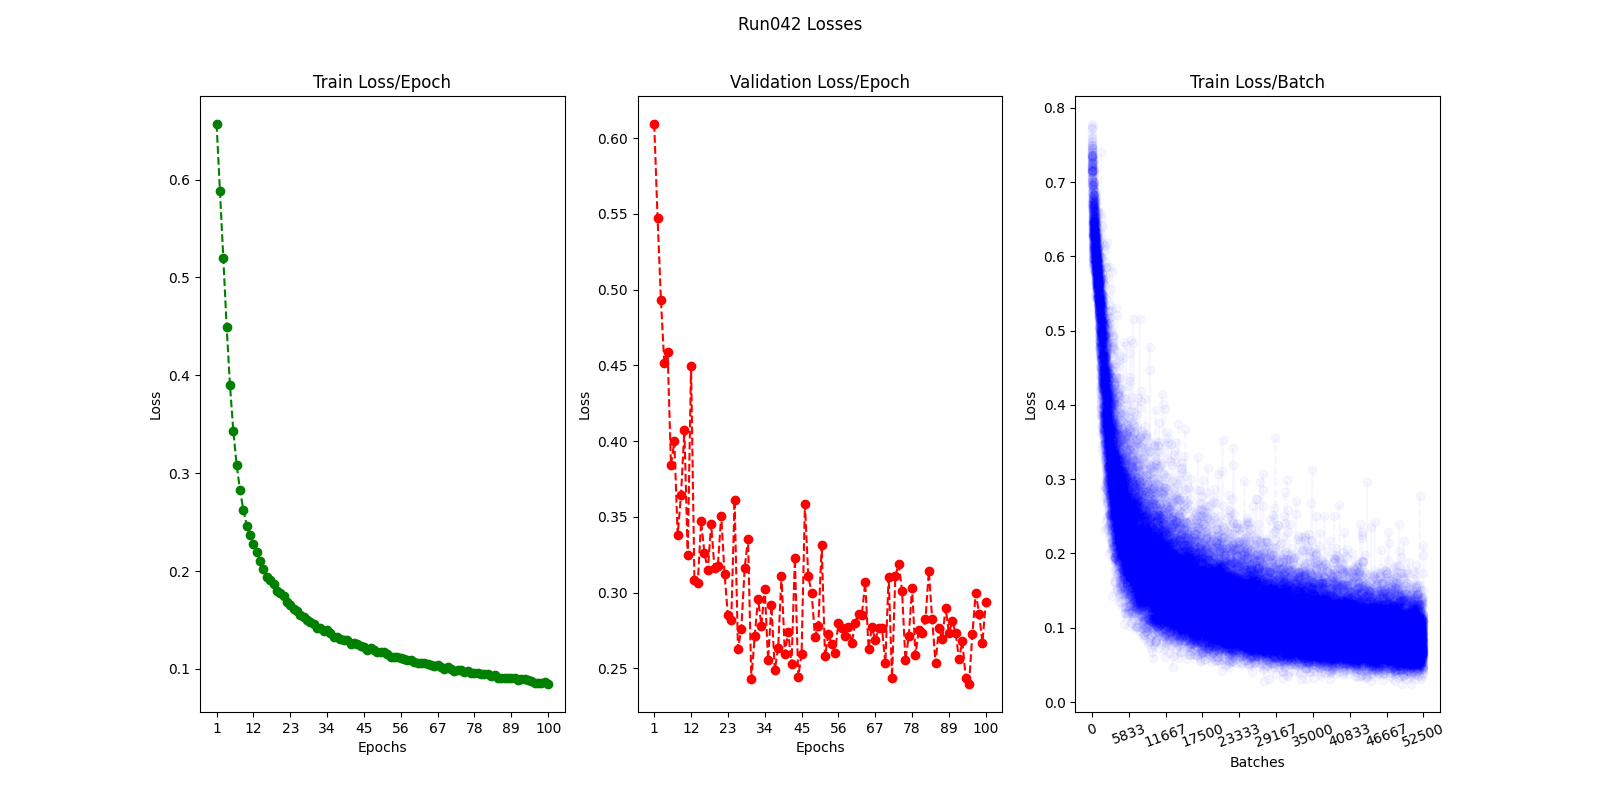 Run042 Losses
Train Loss/Epoch
Loss
0.6
0.5
0.4
0.3
0.2
0.1
1 12 23 34 45 56 67 78 89 100
Epochs
Validation Loss/Epoch
Loss
0.60
0.55
0.50
0.45
0.40
0.35
0.30
0.25
1 12 23 34 45 56 67 78 89 100
Epochs
Train Loss/Batch
Loss
0.8
0.7
0.6
0.5
0.4
0.3
0.2
0.1
0.0
0 5833 11667 17500 23333 29167 35000 40833 46667 52500
Batches